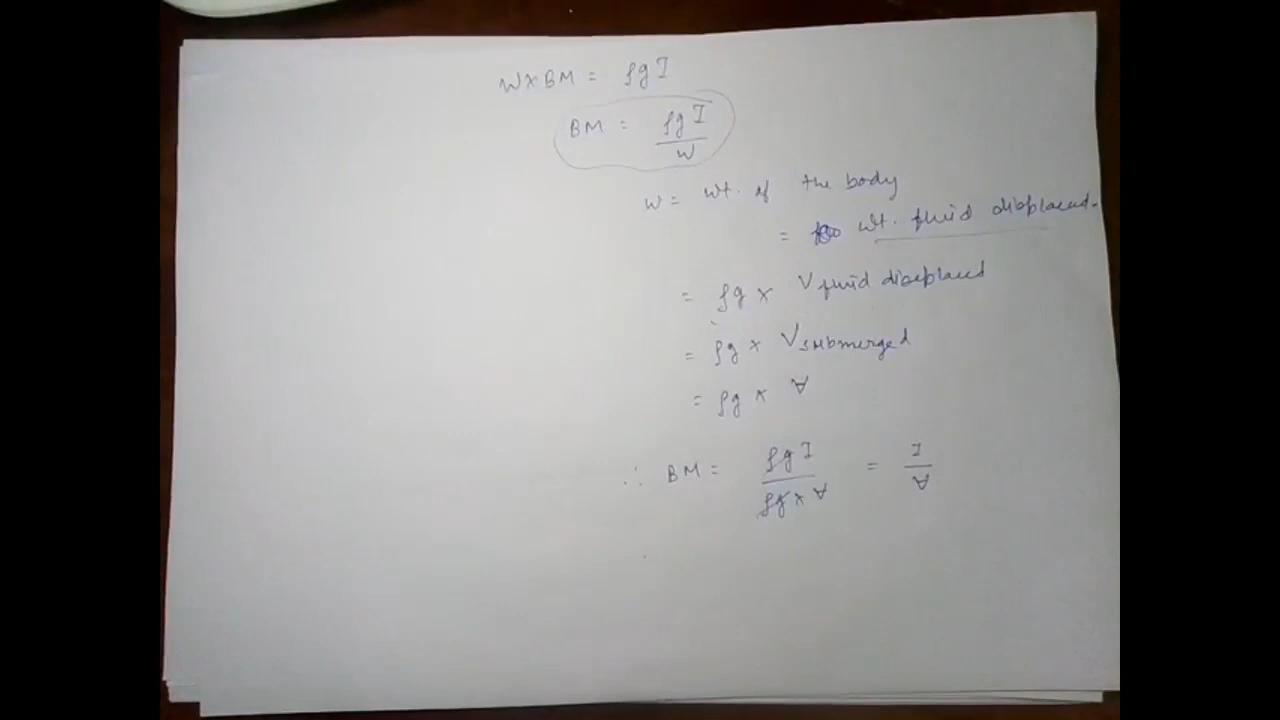 W×BM = ρgI
BM = ρgI/W
W = wt. of the body
= wt. fluid displaced.
= ρg × V fluid displaced
= ρg × Vsubmerged
= ρg × ∀
∴ BM = ρgI/ρg×∀ = I/∀